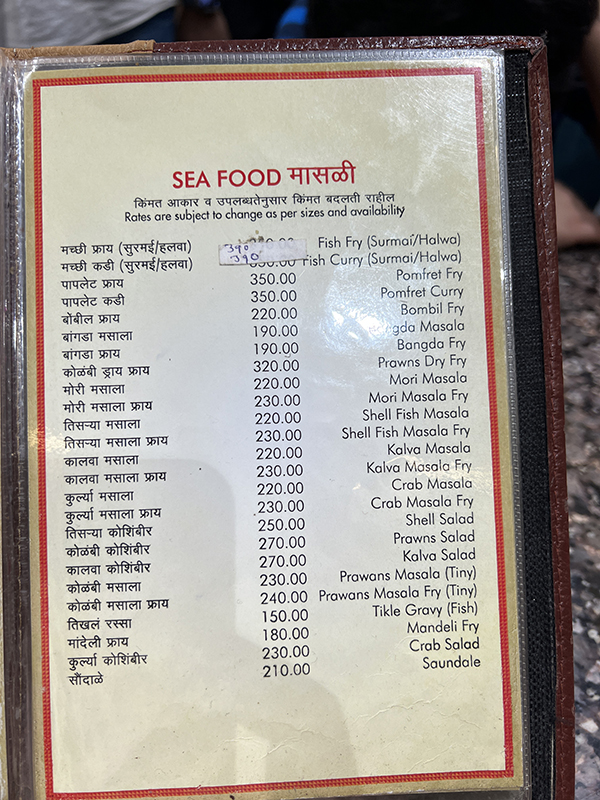 SEA FOOD मासळी
किंमत आकार व उपलब्धतेनुसार किंमत बदलती राहील
Rates are subject to change as per sizes and availability
मच्छी फ्राय (सुरमई/हलवा) 390 Fish Fry (Surmai/Halwa)
मच्छी कडी (सुरमई/हलवा) 390 Fish Curry (Surmai/Halwa)
पापलेट फ्राय 350.00 Pomfret Fry
पापलेट कडी 350.00 Pomfret Curry
बोंबील फ्राय 220.00 Bombil Fry
बांगडा मसाला 190.00 Bangda Masala
बांगडा फ्राय 190.00 Bangda Fry
कोळंबी ड्राय फ्राय 320.00 Prawns Dry Fry
मोरी मसाला 220.00 Mori Masala
मोरी मसाला फ्राय 230.00 Mori Masala Fry
तिसऱ्या मसाला 220.00 Shell Fish Masala
तिसऱ्या मसाला फ्राय 230.00 Shell Fish Masala Fry
कालवा मसाला 220.00 Kalva Masala
कालवा मसाला फ्राय 230.00 Kalva Masala Fry
कुर्ल्या मसाला 220.00 Crab Masala
कुर्ल्या मसाला फ्राय 230.00 Crab Masala Fry
तिसऱ्या कोशिंबीर 250.00 Shell Salad
कोळंबी कोशिंबीर 270.00 Prawns Salad
कालवा कोशिंबीर 270.00 Kalva Salad
कोळंबी मसाला 230.00 Prawans Masala (Tiny)
कोळंबी मसाला फ्राय 240.00 Prawans Masala Fry (Tiny)
तिखलं रस्सा 150.00 Tikle Gravy (Fish)
मांदेली फ्राय 180.00 Mandeli Fry
कुर्ल्या कोशिंबीर 230.00 Crab Salad
सौंदाळे 210.00 Saundale